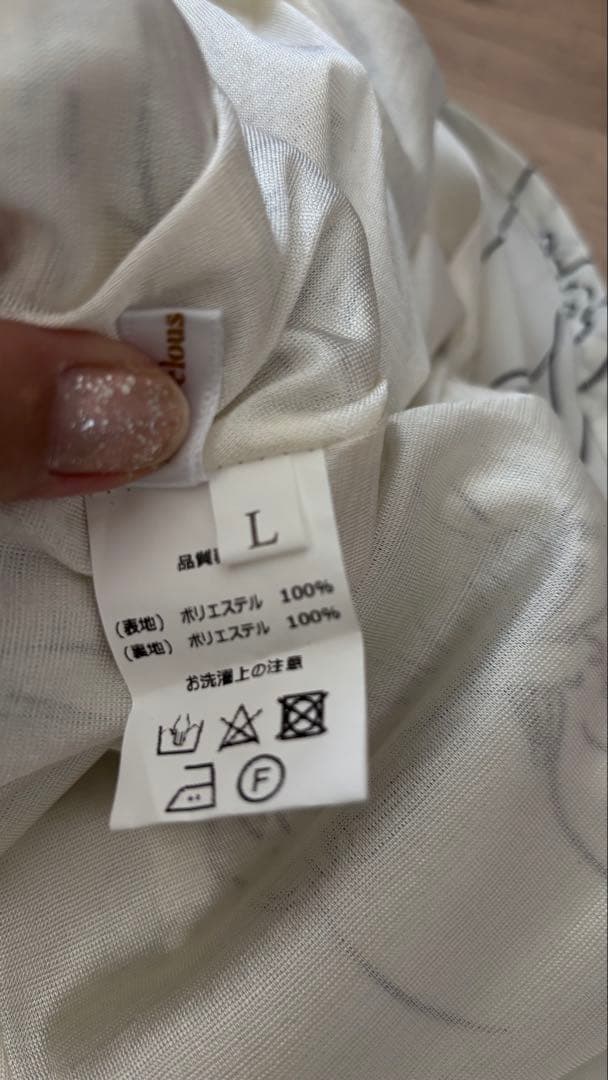 cious
L
品質
(表地) ポリエステル 100%
(裏地) ポリエステル 100%
お洗濯上の注意
F